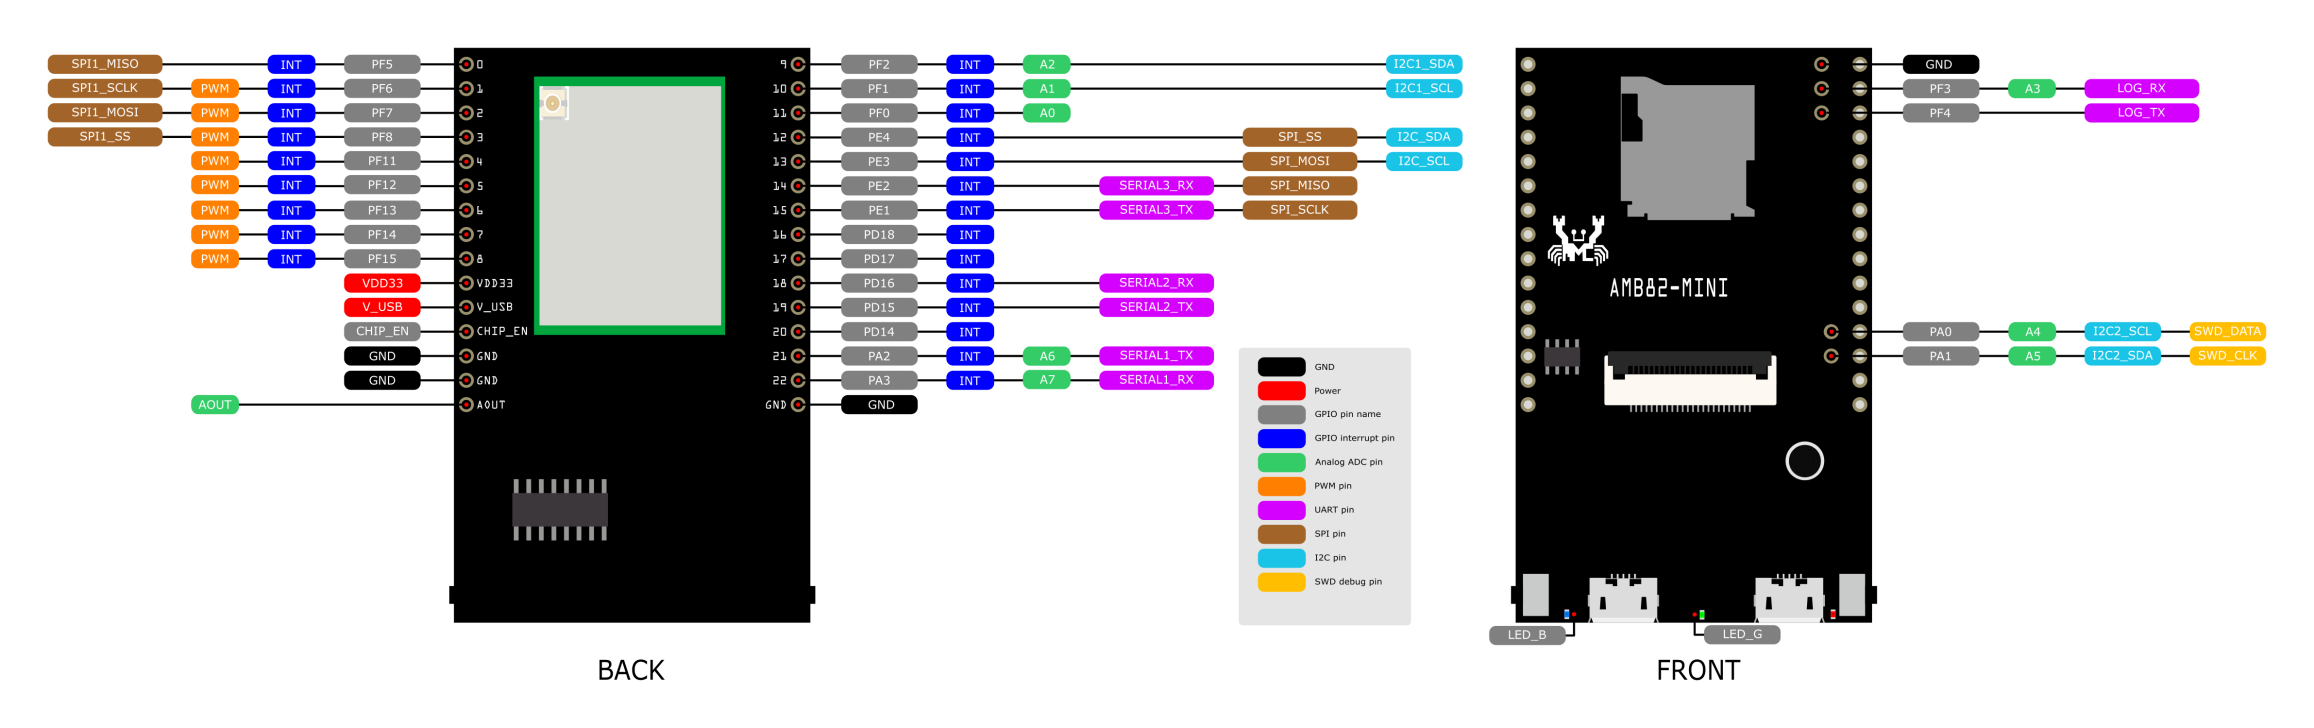 SPI1_MISO INT PF5 0 9 PF2 INT A2 I2C1_SDA
SPI1_SCLK PWM INT PF6 1 10 PF1 INT A1 I2C1_SCL
SPI1_MOSI PWM INT PF7 2 11 PF0 INT A0
SPI1_SS PWM INT PF8 3 12 PE4 INT SPI_SS I2C_SDA
PWM INT PF11 4 13 PE3 INT SPI_MOSI I2C_SCL
PWM INT PF12 5 14 PE2 INT SERIAL3_RX SPI_MISO
PWM INT PF13 6 15 PE1 INT SERIAL3_TX SPI_SCLK
PWM INT PF14 7 16 PD18 INT
PWM INT PF15 8 17 PD17 INT
VDD33 VDD33 18 PD16 INT SERIAL2_RX
V_USB V_USB 19 PD15 INT SERIAL2_TX
CHIP_EN CHIP_EN 20 PD14 INT
GND GND 21 PA2 INT A6 SERIAL1_TX
GND GND 22 PA3 INT A7 SERIAL1_RX
AOUT AOUT GND GND
BACK
GND
Power
GPIO pin name
GPIO interrupt pin
Analog ADC pin
PWM pin
UART pin
SPI pin
I2C pin
SWD debug pin
GND
PF3 A3 LOG_RX
PF4 LOG_TX
AMB82-MINI
PA0 A4 I2C2_SCL SWD_DATA
PA1 A5 I2C2_SDA SWD_CLK
LED_B LED_G
FRONT